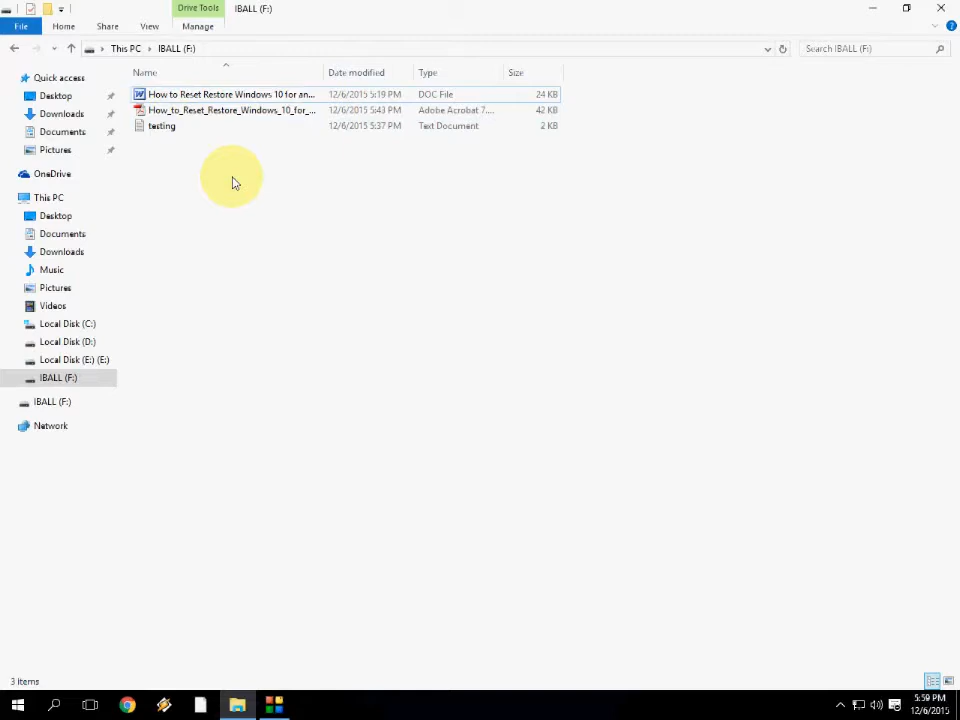 Drive Tools IBALL (F:)
File Home Share View Manage
This PC IBALL (F:) Search IBALL (F:)
Name Date modified Type Size
Quick access
Desktop
Downloads
Documents
Pictures
OneDrive
This PC
Desktop
Documents
Downloads
Music
Pictures
Videos
Local Disk (C:)
Local Disk (D:)
Local Disk (E:) (E:)
IBALL (F:)
IBALL (F:)
Network
How to Reset Restore Windows 10 for an... 12/6/2015 5:19 PM DOC File 24 KB
How_to_Reset_Restore_Windows_10_for_... 12/6/2015 5:43 PM Adobe Acrobat 7.... 42 KB
testing 12/6/2015 5:37 PM Text Document 2 KB
3 items
5:59 PM
12/6/2015